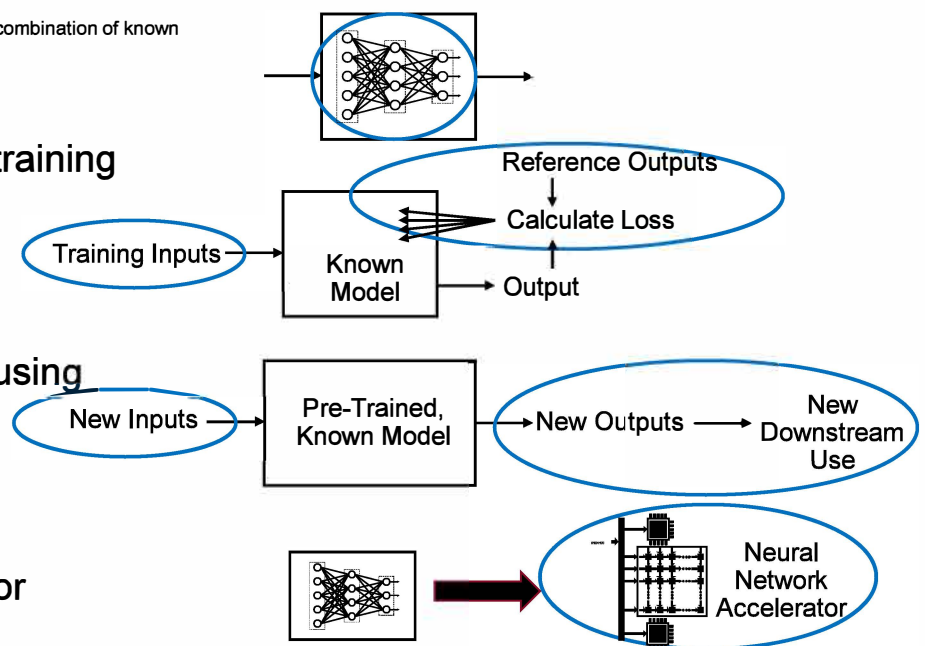 combination of known
training
Reference Outputs
Calculate Loss
Training Inputs
Known
Model
Output
using
New Inputs
Pre-Trained,
Known Model
New Outputs
New
Downstream
Use
or
Neural
Network
Accelerator